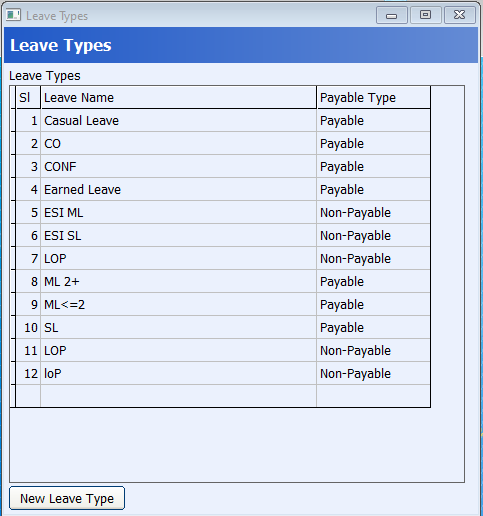 Leave Types
Leave Types
Leave Types
Sl Leave Name Payable Type
1 Casual Leave Payable
2 CO Payable
3 CONF Payable
4 Earned Leave Payable
5 ESI ML Non-Payable
6 ESI SL Non-Payable
7 LOP Non-Payable
8 ML 2+ Payable
9 ML<=2 Payable
10 SL Payable
11 LOP Non-Payable
12 loP Non-Payable
New Leave Type